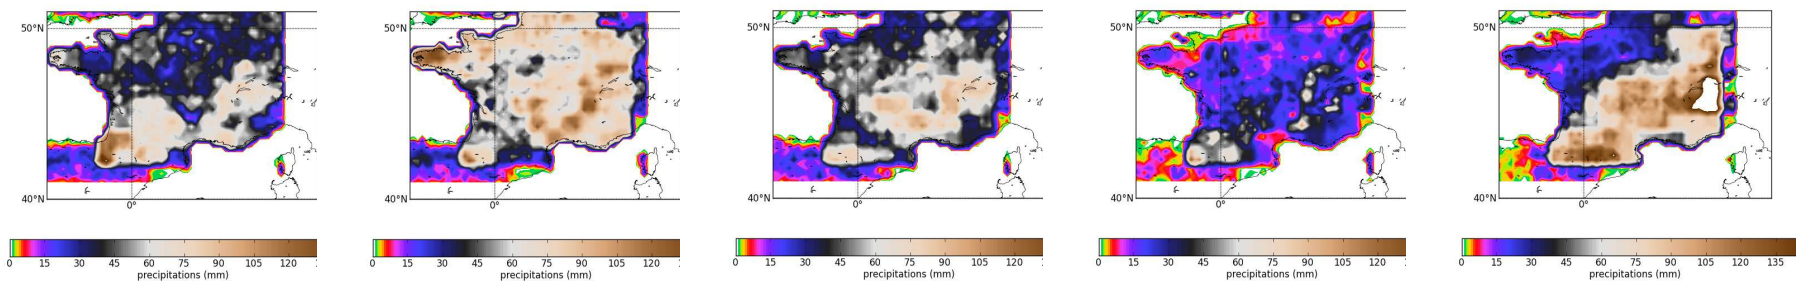 50°N 50°N 50°N 50°N 50°N
40°N 40°N 40°N 40°N 40°N
0° 0° 0° 0° 0°
0 15 30 45 60 75 90 105 120 0 15 30 45 60 75 90 105 120 0 15 30 45 60 75 90 105 120 0 15 30 45 60 75 90 105 120 0 15 30 45 60 75 90 105 120 135
precipitations (mm) precipitations (mm) precipitations (mm) precipitations (mm) precipitations (mm)